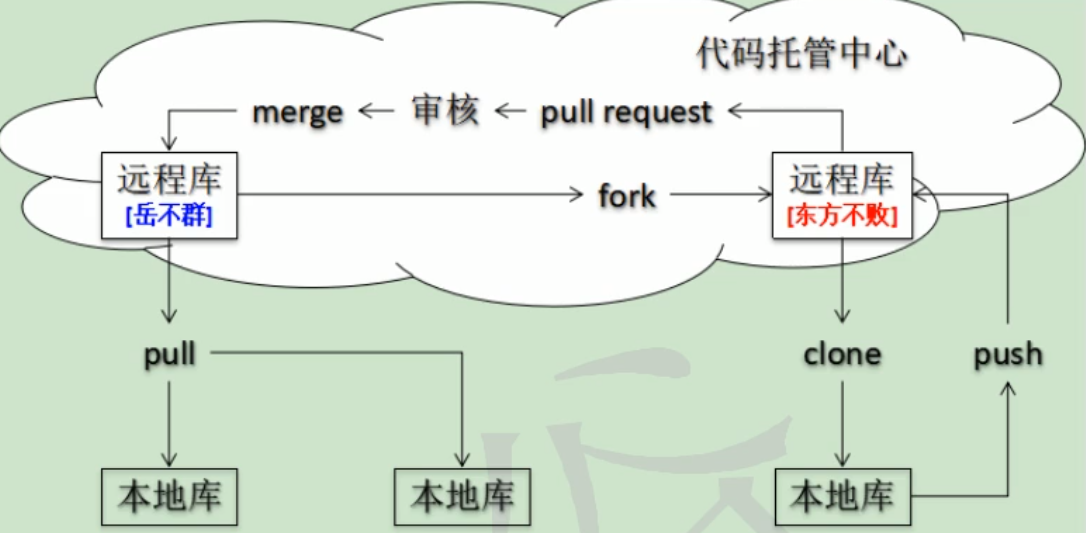 代码托管中心
merge
审核
pull request
远程库
[岳不群]
fork
远程库
[东方不败]
pull
clone
push
本地库
本地库
本地库